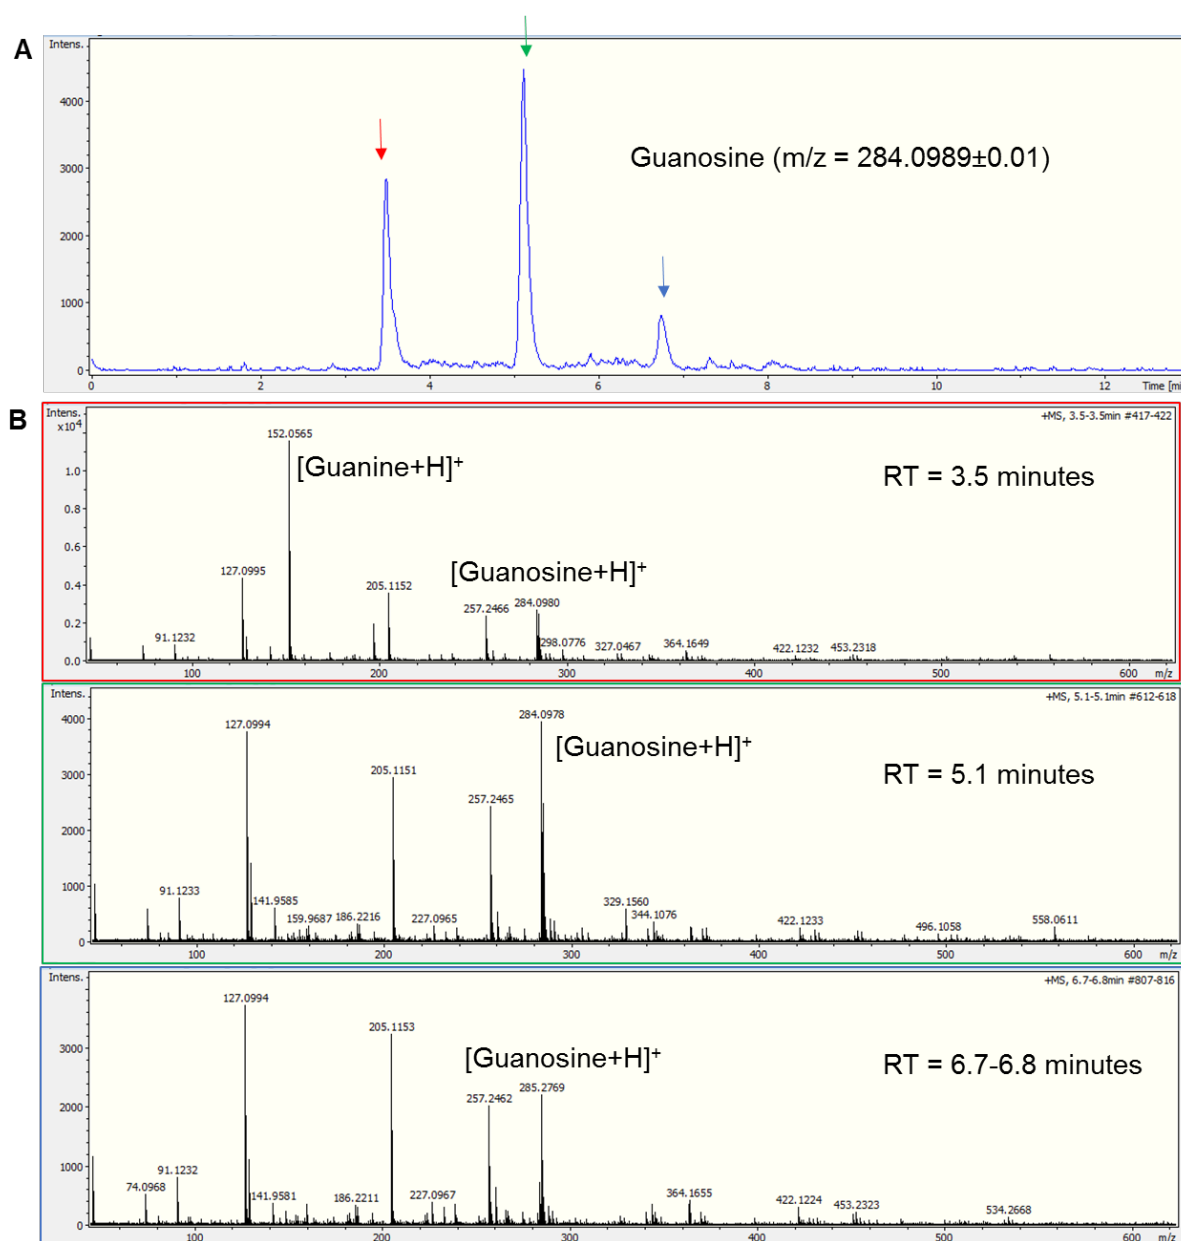 A
Intens.
4000
3000
2000
1000
0
Guanosine (m/z = 284.0989±0.01)
0 2 4 6 8 10 12 Time [mi
B
Intens.
x10⁴
1.0
0.8
0.6
0.4
0.2
0.0
+MS, 3.5-3.5min #417-422
152.0565
[Guanine+H]⁺
RT = 3.5 minutes
127.0995
205.1152
[Guanosine+H]⁺
91.1232
257.2466
284.0980
298.0776
327.0467
364.1649
422.1232
453.2318
100 200 300 400 500 600 m/z
Intens.
4000
3000
2000
1000
0
+MS, 5.1-5.1min #612-618
127.0994
284.0978
[Guanosine+H]⁺
RT = 5.1 minutes
205.1151
257.2465
91.1233
141.9585
159.9687
186.2216
227.0965
329.1560
344.1076
422.1233
496.1058
558.0611
100 200 300 400 500 600 m/z
Intens.
3000
2000
1000
0
+MS, 6.7-6.8min #807-816
127.0994
205.1153
[Guanosine+H]⁺
RT = 6.7-6.8 minutes
257.2462
285.2769
74.0968
91.1232
141.9581
186.2211
227.0967
364.1655
422.1224
453.2323
534.2668
100 200 300 400 500 600 m/z